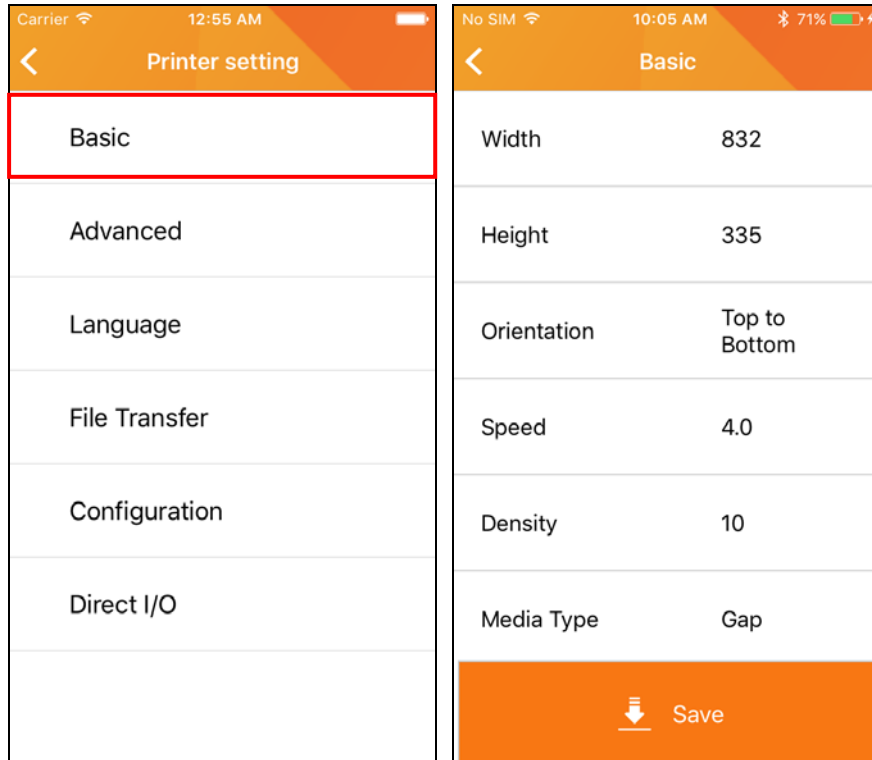 Carrier 12:55 AM
Printer setting
Basic
Advanced
Language
File Transfer
Configuration
Direct I/O
No SIM 10:05 AM 71%
Basic
Width 832
Height 335
Orientation Top to
Bottom
Speed 4.0
Density 10
Media Type Gap
Save